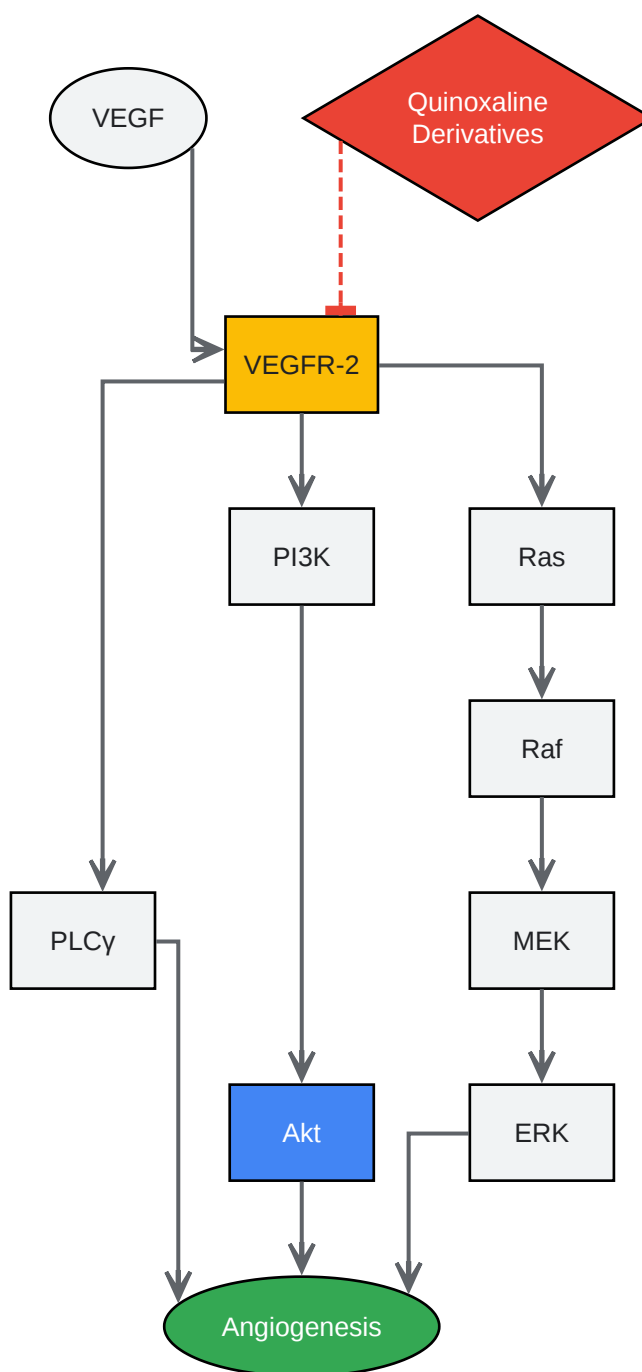 VEGF
Quinoxaline
Derivatives
VEGFR-2
PI3K
Ras
Raf
PLCγ
MEK
Akt
ERK
Angiogenesis